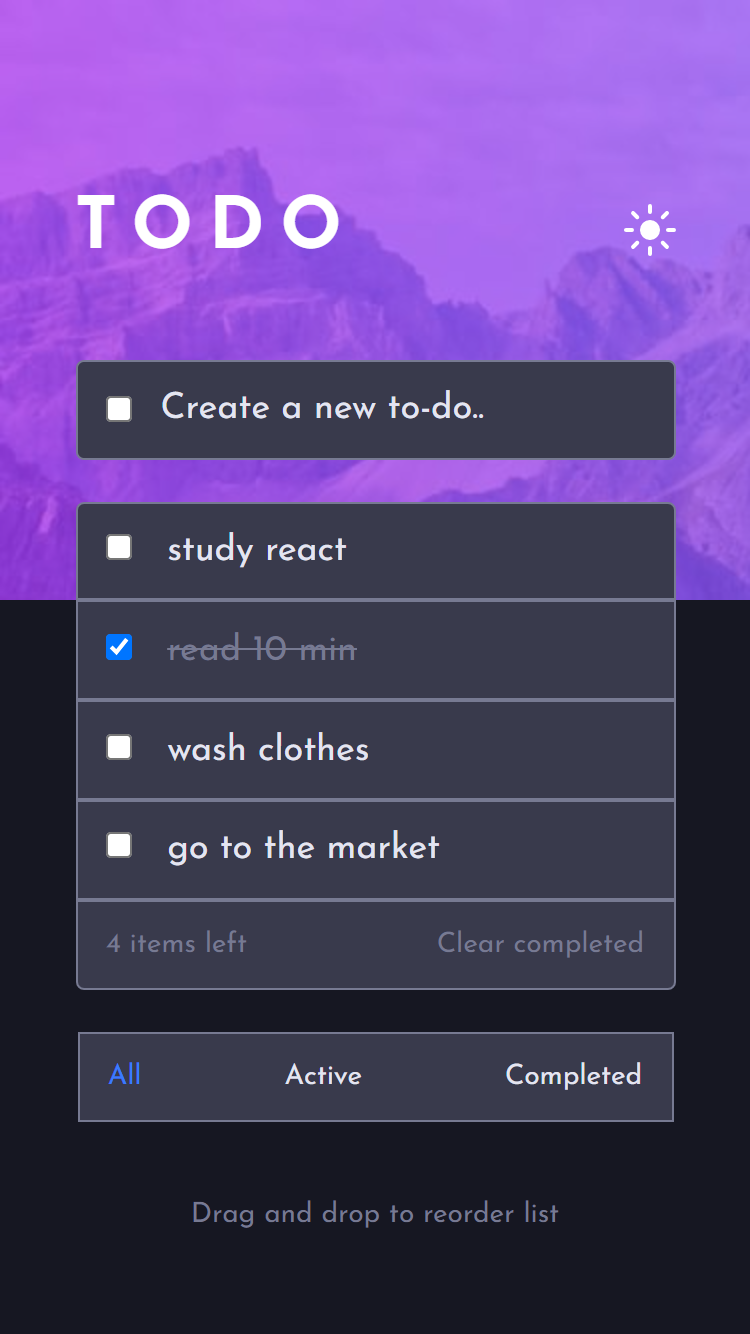 TODO
Create a new to-do..
study react
read 10 min
wash clothes
go to the market
4 items left Clear completed
All Active Completed
Drag and drop to reorder list